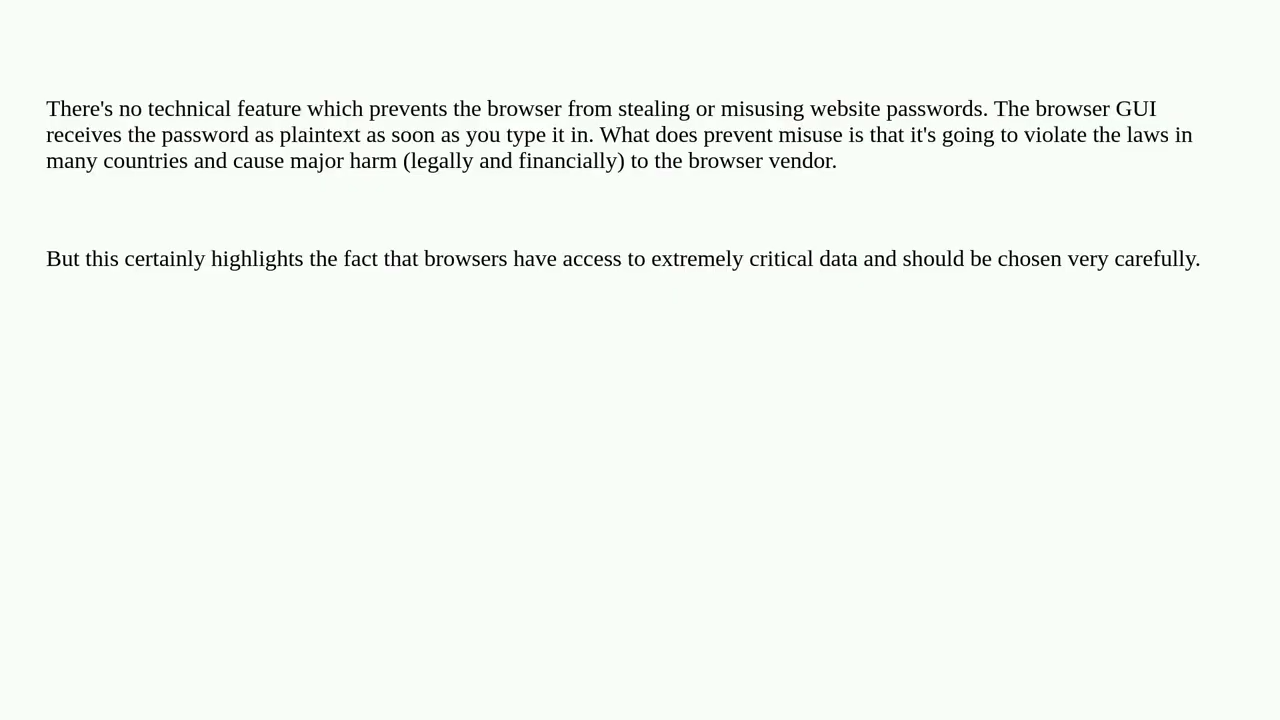 There's no technical feature which prevents the browser from stealing or misusing website passwords. The browser GUI
receives the password as plaintext as soon as you type it in. What does prevent misuse is that it's going to violate the laws in
many countries and cause major harm (legally and financially) to the browser vendor.
But this certainly highlights the fact that browsers have access to extremely critical data and should be chosen very carefully.